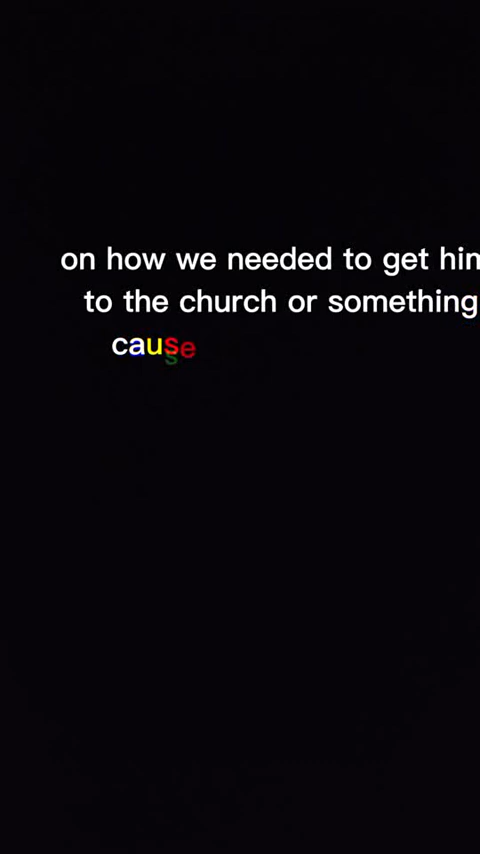 on how we needed to get him
to the church or something
cause